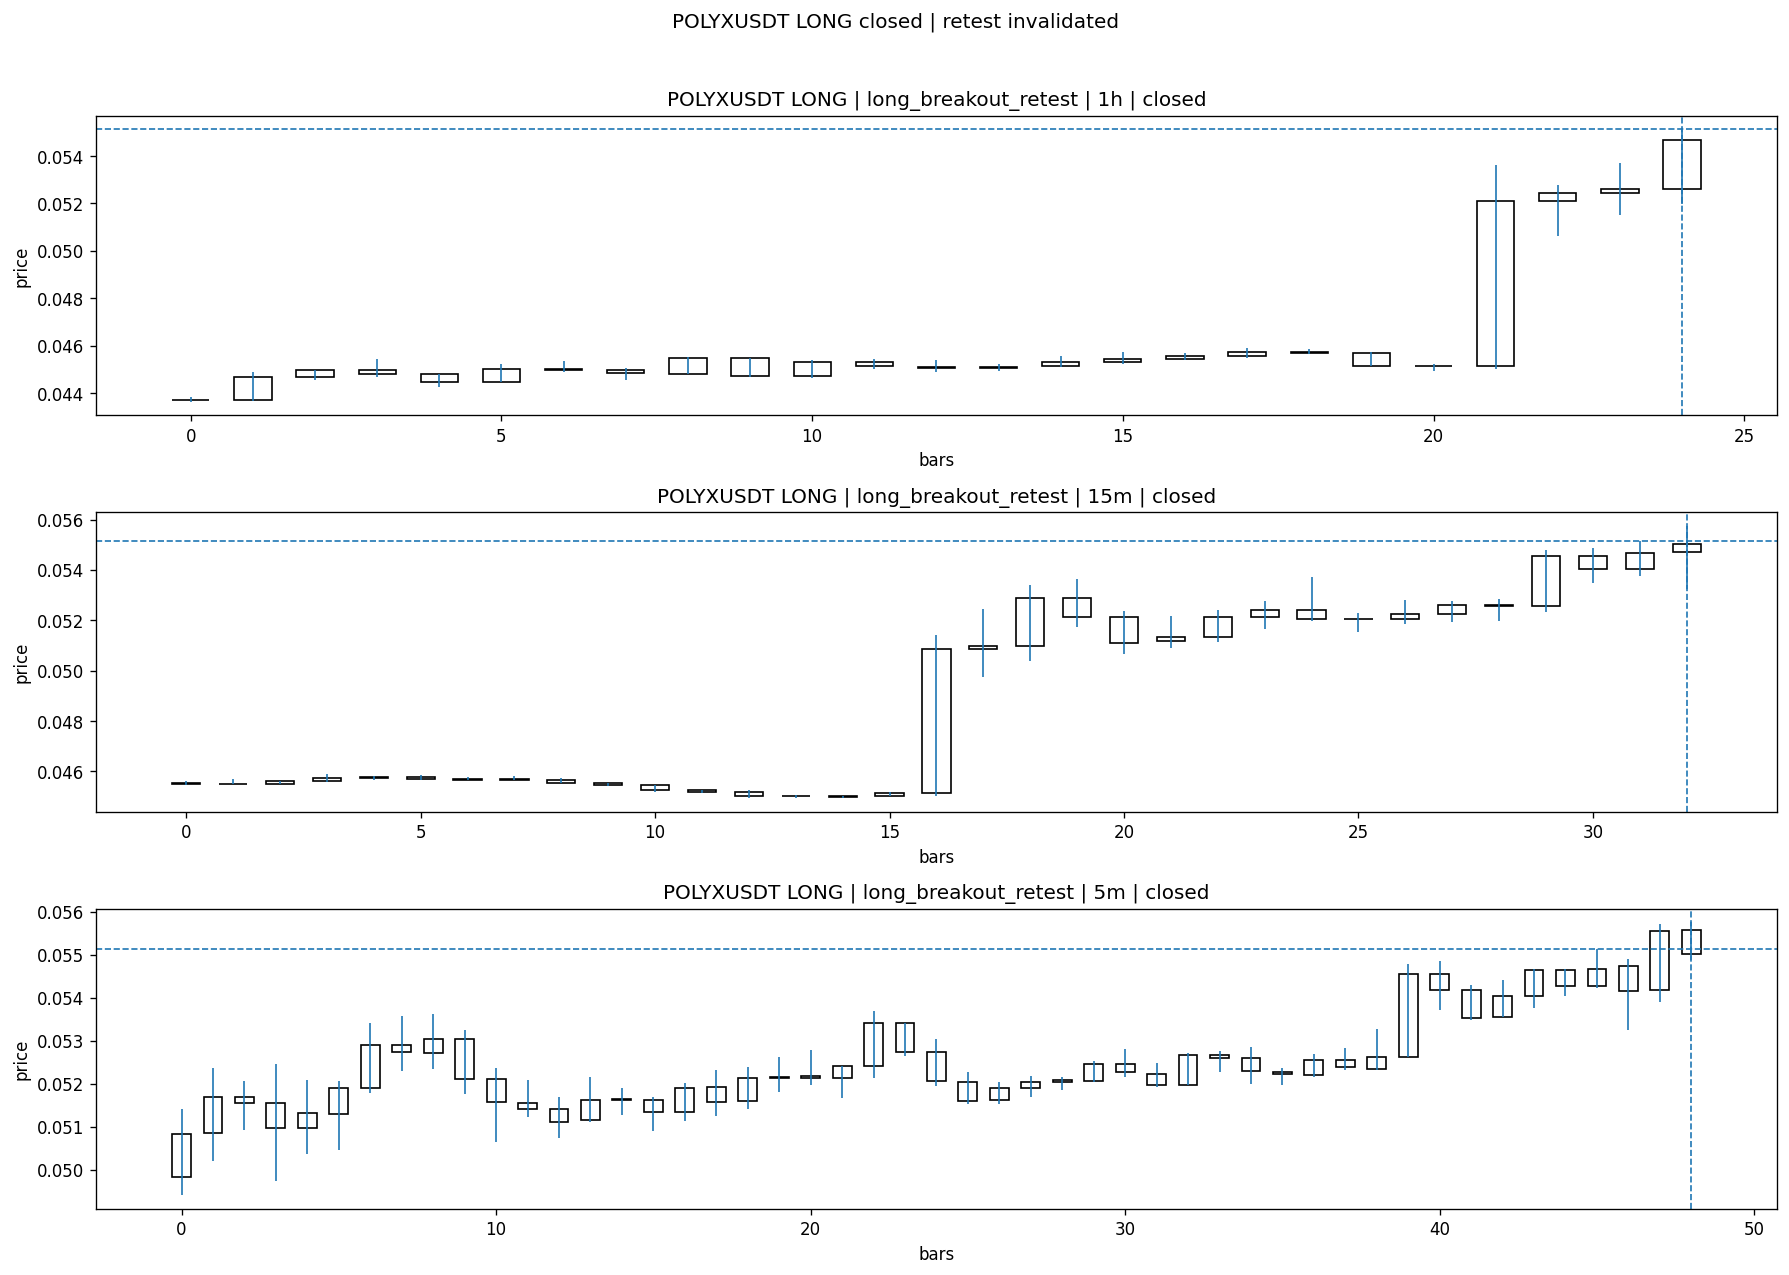 POLYXUSDT LONG closed | retest invalidated
POLYXUSDT LONG | long_breakout_retest | 1h | closed
0.054
0.052
0.050
0.048
0.046
0.044
price
0 5 10 15 20 25
bars
POLYXUSDT LONG | long_breakout_retest | 15m | closed
0.056
0.054
0.052
0.050
0.048
0.046
price
0 5 10 15 20 25 30
bars
POLYXUSDT LONG | long_breakout_retest | 5m | closed
0.056
0.055
0.054
0.053
0.052
0.051
0.050
price
0 10 20 30 40 50
bars